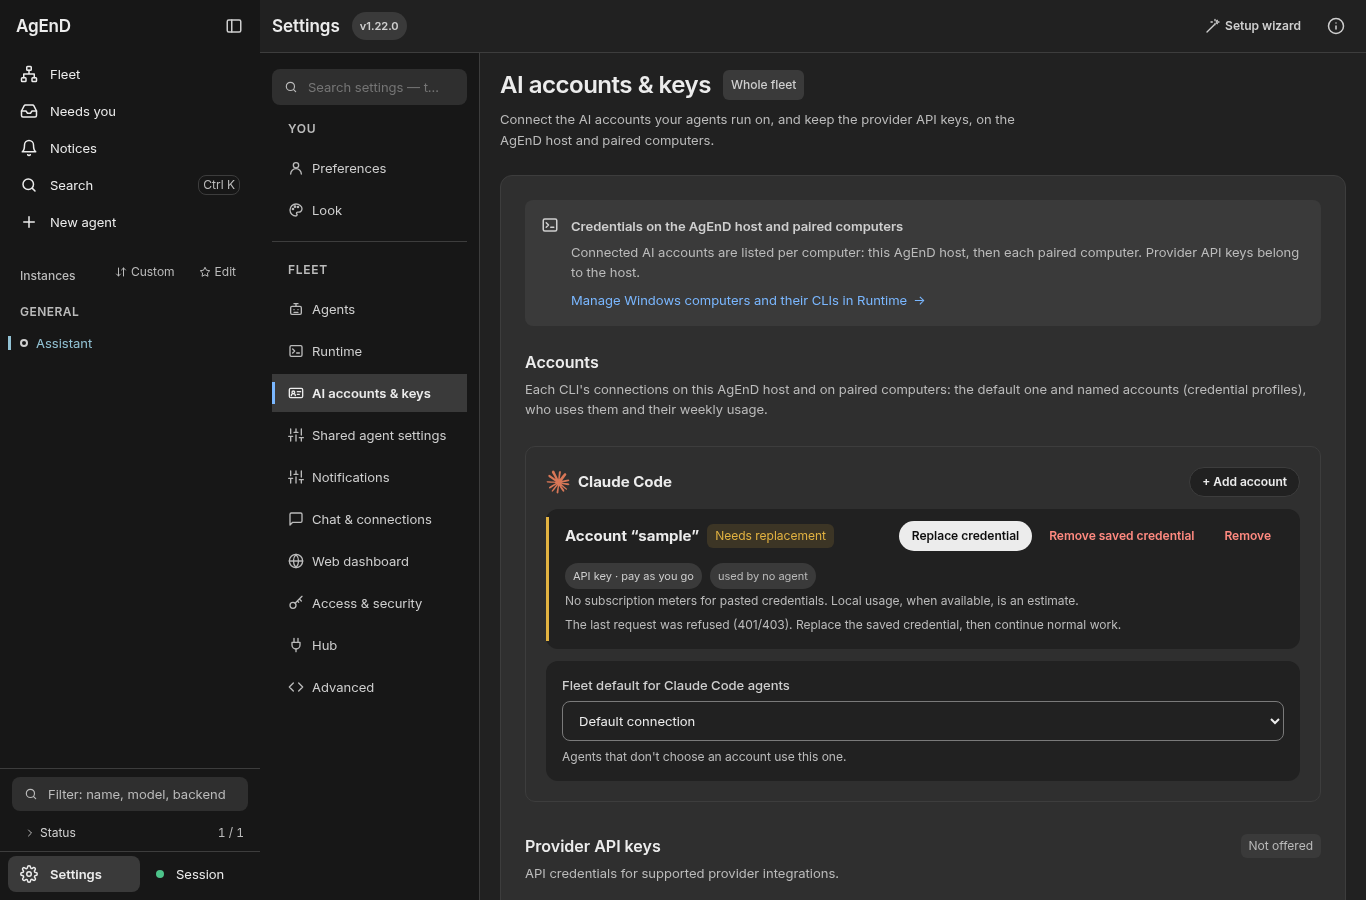 AgEnD
Fleet
Needs you
Notices
Search
Ctrl K
New agent
Instances
Custom
Edit
GENERAL
Assistant
Filter: name, model, backend
Status
1 / 1
Settings
Session
Settings
v1.22.0
Setup wizard
Search settings — t...
YOU
Preferences
Look
FLEET
Agents
Runtime
AI accounts & keys
Shared agent settings
Notifications
Chat & connections
Web dashboard
Access & security
Hub
Advanced
AI accounts & keys
Whole fleet
Connect the AI accounts your agents run on, and keep the provider API keys, on the
AgEnD host and paired computers.
Credentials on the AgEnD host and paired computers
Connected AI accounts are listed per computer: this AgEnD host, then each paired computer. Provider API keys belong
to the host.
Manage Windows computers and their CLIs in Runtime →
Accounts
Each CLI's connections on this AgEnD host and on paired computers: the default one and named accounts (credential profiles),
who uses them and their weekly usage.
Claude Code
+ Add account
Account “sample”
Needs replacement
Replace credential
Remove saved credential
Remove
API key · pay as you go
used by no agent
No subscription meters for pasted credentials. Local usage, when available, is an estimate.
The last request was refused (401/403). Replace the saved credential, then continue normal work.
Fleet default for Claude Code agents
Default connection
Agents that don't choose an account use this one.
Provider API keys
Not offered
API credentials for supported provider integrations.